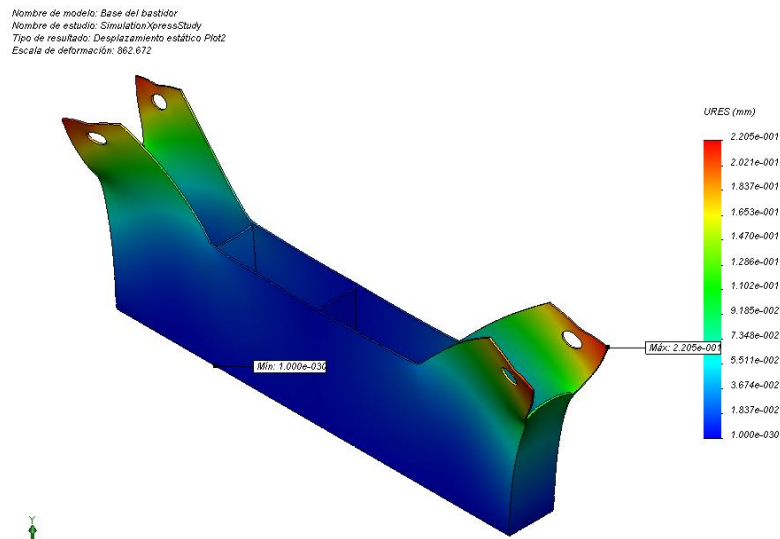 Nombre de modelo: Base del bastidor
Nombre de estudio: SimulationXpressStudy
Tipo de resultado: Desplazamiento estático Plot2
Escala de deformación: 862.672
URES (mm)
2.205e-001
2.021e-001
1.837e-001
1.653e-001
1.470e-001
1.286e-001
1.102e-001
9.185e-002
7.348e-002
5.511e-002
3.674e-002
1.837e-002
1.000e-030
Máx: 2.205e-001
Mín: 1.000e-030
Y